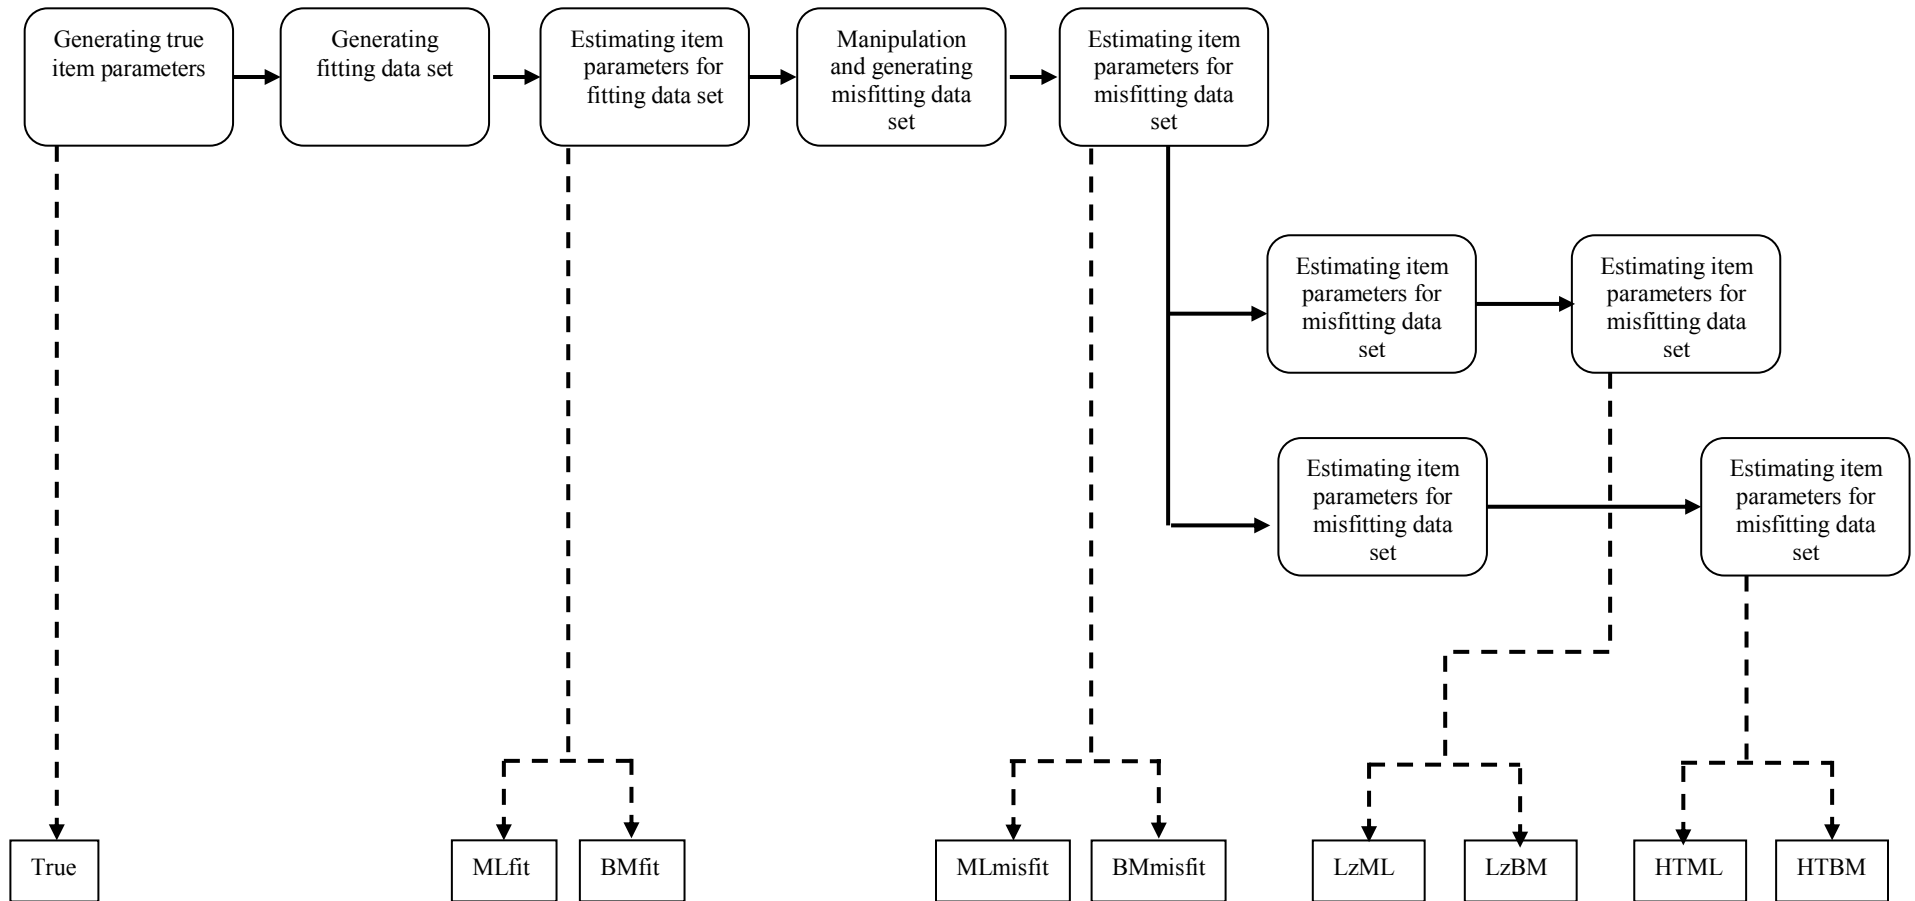 Generating true
item parameters
Generating
fitting data set
Estimating item
parameters for
fitting data set
Manipulation
and generating
misfitting data
set
Estimating item
parameters for
misfitting data
set
Estimating item
parameters for
misfitting data
set
Estimating item
parameters for
misfitting data
set
Estimating item
parameters for
misfitting data
set
Estimating item
parameters for
misfitting data
set
True
MLfit
BMfit
MLmisfit
BMmisfit
LzML
LzBM
HTML
HTBM